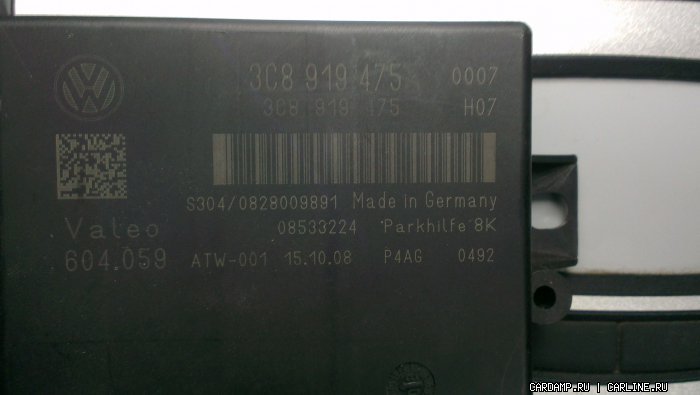 3C8 919 475 0007
3C8 919 475 H07
S304/0828009891 Made in Germany
Valeo 08533224 Parkhilfe 8K
604.059 ATW-001 15.10.08 P4AG 0492
CARDAMP.RU | CARLINE.RU